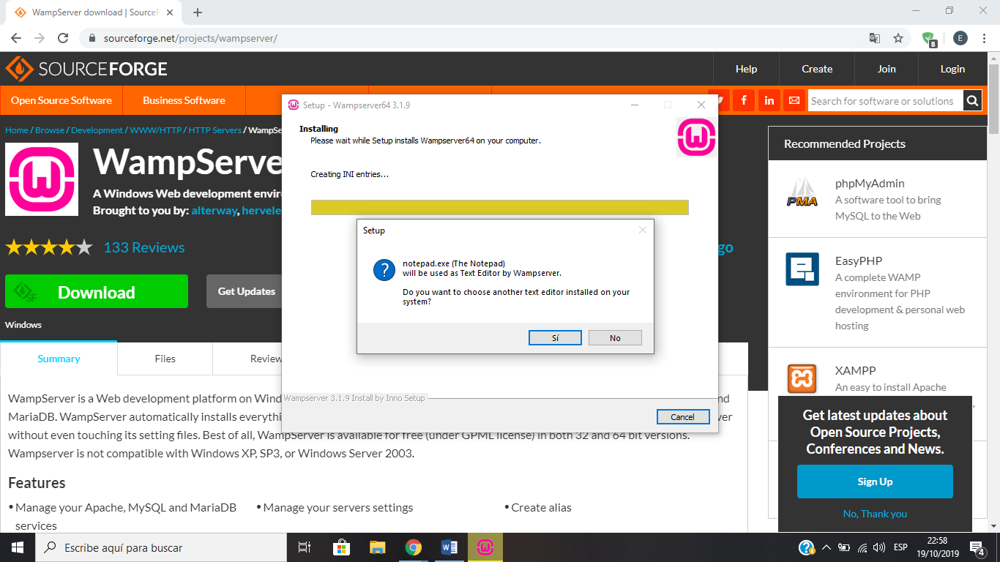 WampServer download | SourceF
sourceforge.net/projects/wampserver/
8
E
SOURCEFORGE
Help
Create
Join
Login
Open Source Software
Business Software
Search for software or solutions
Home / Browse / Development / WWW/HTTP / HTTP Servers / WampSe
WampServe
A Windows Web development envir
Brought to you by: alterway, hervele
go
133 Reviews
Download
SF
Get Updates
Windows
Summary
Files
Review
WampServer is a Web development platform on Wind
nd
MariaDB. WampServer automatically installs everythi
ver
without even touching its setting files. Best of all, WampServer is available for free (under GPML license) in both 32 and 64 bit versions.
Wampserver is not compatible with Windows XP, SP3, or Windows Server 2003.
Features
• Manage your Apache, MySQL and MariaDB
services
• Manage your servers settings
• Create alias
Setup - Wampserver64 3.1.9
Installing
Please wait while Setup installs Wampserver64 on your computer.
Creating INI entries...
Setup
notepad.exe (The Notepad)
will be used as Text Editor by Wampserver.
Do you want to choose another text editor installed on your
system?
Sí
No
Wampserver 3.1.9 Install by Inno Setup
Cancel
Recommended Projects
PMA
phpMyAdmin
A software tool to bring
MySQL to the Web
EasyPHP
A complete WAMP
environment for PHP
development & personal web
hosting
XAMPP
An easy to install Apache
Get latest updates about
Open Source Projects,
Conferences and News.
Sign Up
No, Thank you
Escribe aquí para buscar
ESP
22:58
19/10/2019
4